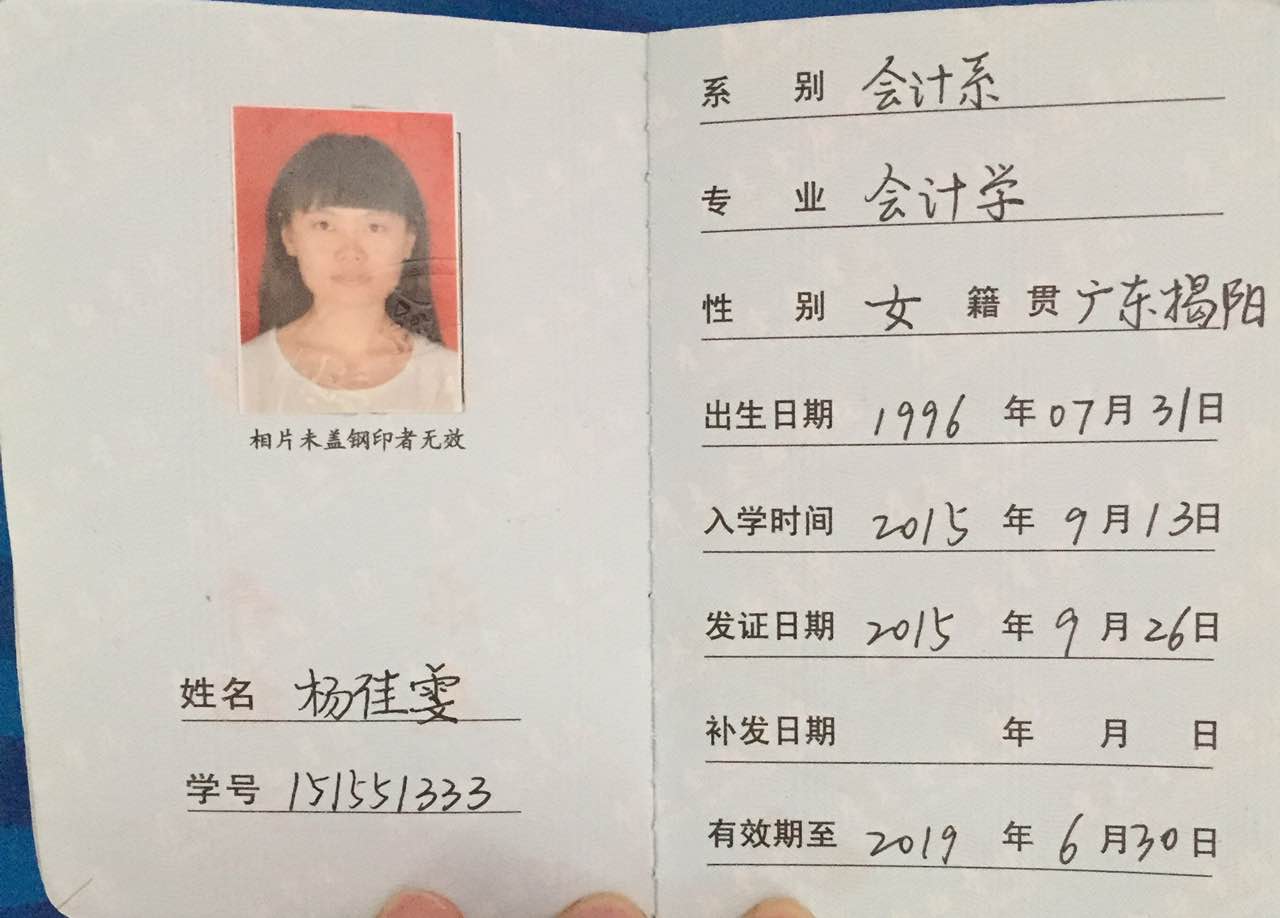 相片未盖钢印者无效
姓名 杨佳雯
学号 151551333
系别 会计系
专业 会计学
性别 女 籍贯 广东揭阳
出生日期 1996 年 07 月 31 日
入学时间 2015 年 9 月 13 日
发证日期 2015 年 9 月 26 日
补发日期 年 月 日
有效期至 2019 年 6 月 30 日